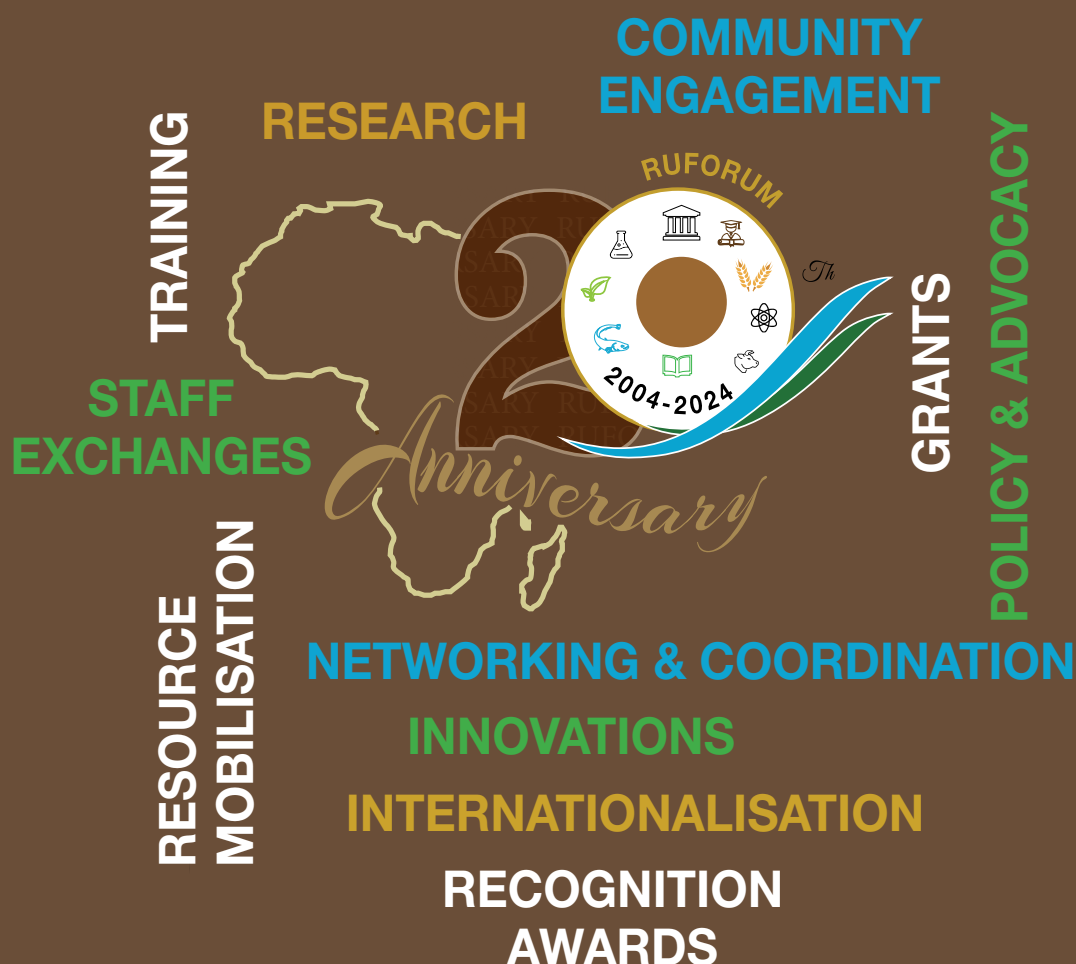 COMMUNITY
ENGAGEMENT
RESEARCH
TRAINING
POLICY & ADVOCACY
RUFORUM
20
Th
2004-2024
Anniversary
GRANTS
STAFF
EXCHANGES
RESOURCE
MOBILISATION
NETWORKING & COORDINATION
INNOVATIONS
INTERNATIONALISATION
RECOGNITION
AWARDS